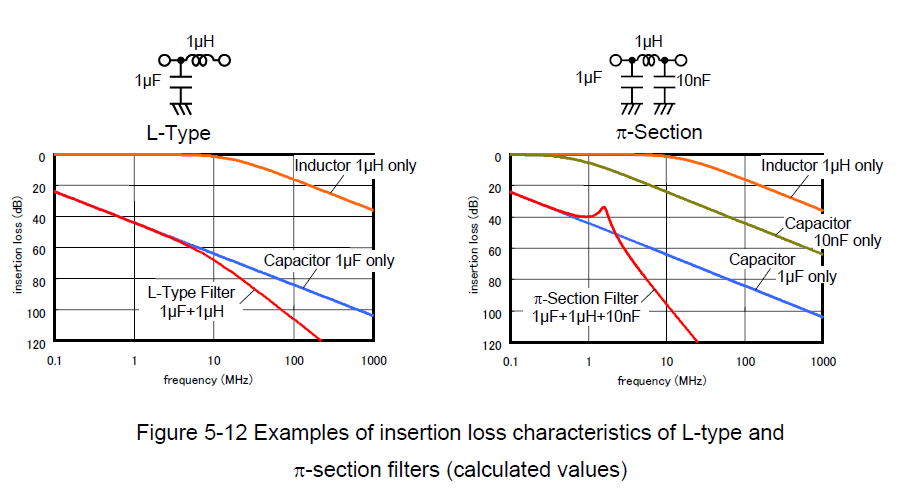 1μH
1μF
L-Type
0
20
40
60
80
100
120
insertion loss (dB)
Inductor 1μH only
Capacitor 1μF only
L-Type Filter
1μF+1μH
0.1 1 10 100 1000
frequency (MHz)
1μH
1μF
10nF
π-Section
0
20
40
60
80
100
120
insertion loss (dB)
Inductor 1μH only
Capacitor
10nF only
Capacitor
1μF only
π-Section Filter
1μF+1μH+10nF
0.1 1 10 100 1000
frequency (MHz)
Figure 5-12 Examples of insertion loss characteristics of L-type and
π-section filters (calculated values)